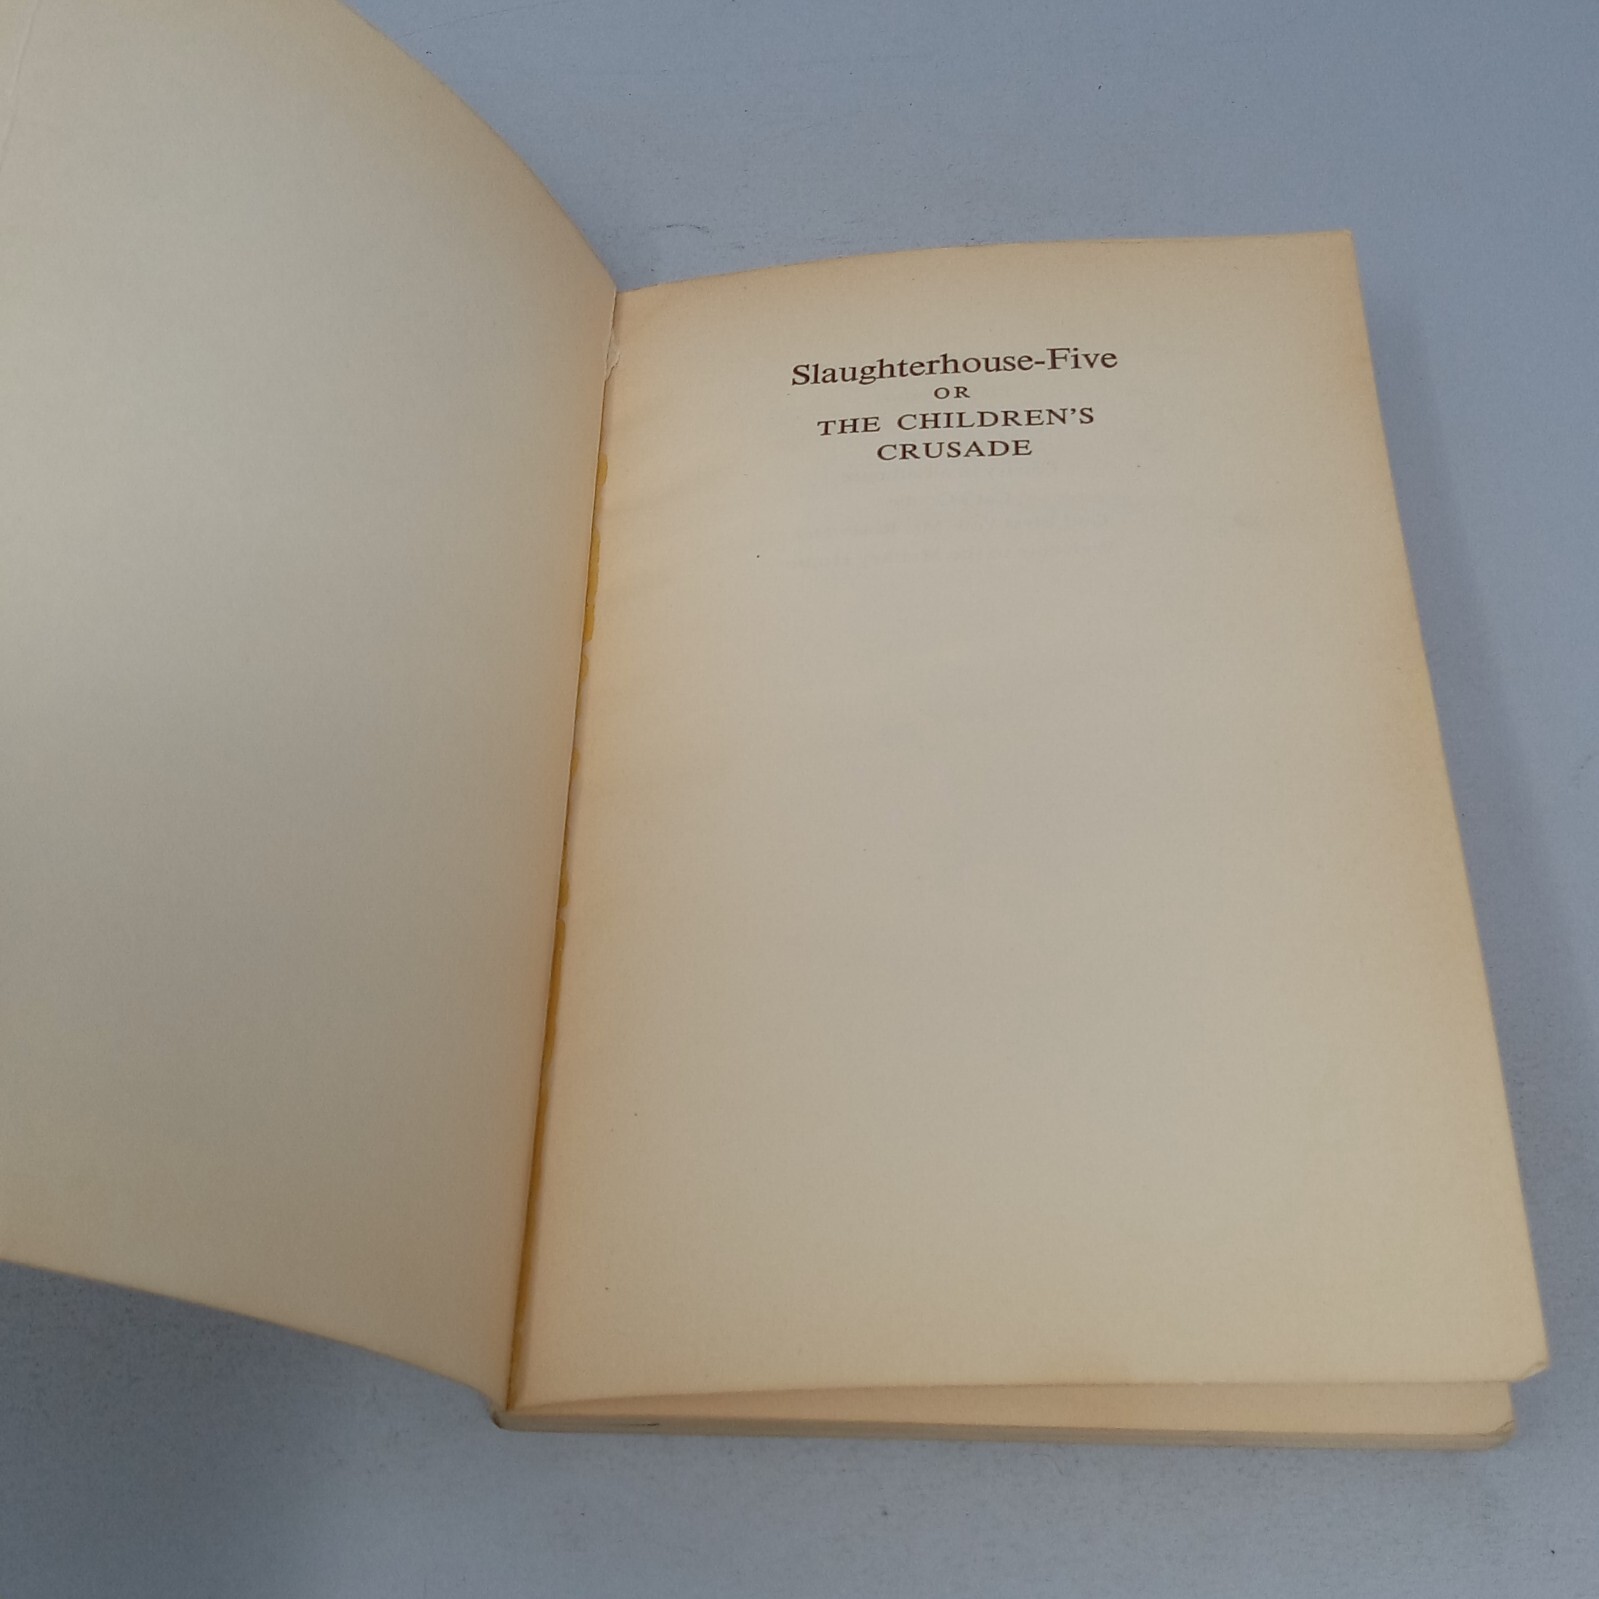 Slaughterhouse-Five
OR
THE CHILDREN'S
CRUSADE